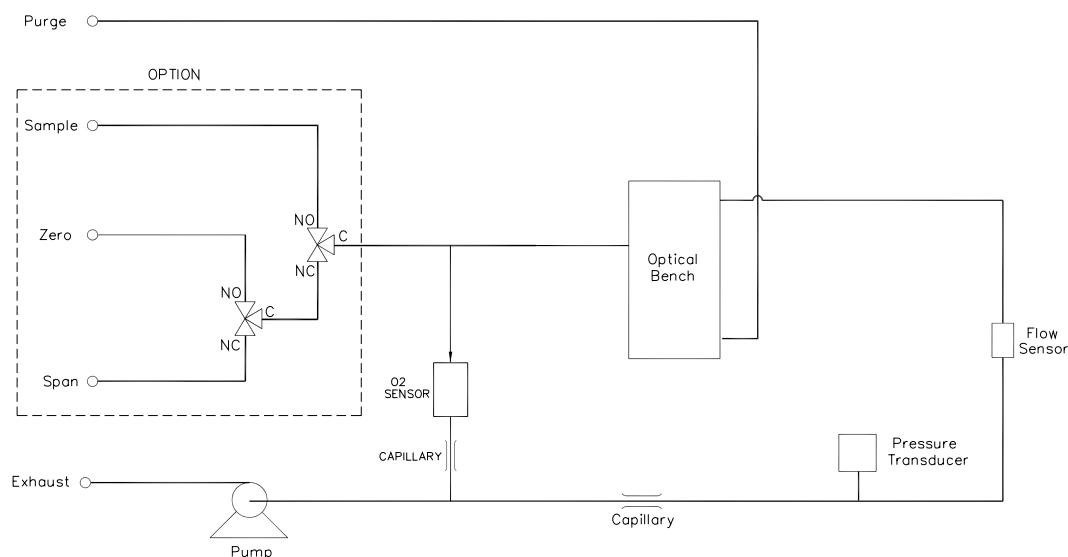 Purge
OPTION
Sample
NO
C
NC
Zero
NO
C
NC
Span
Optical
Bench
Flow
Sensor
O2
SENSOR
CAPILLARY
Pressure
Transducer
Exhaust
Capillary
Pump